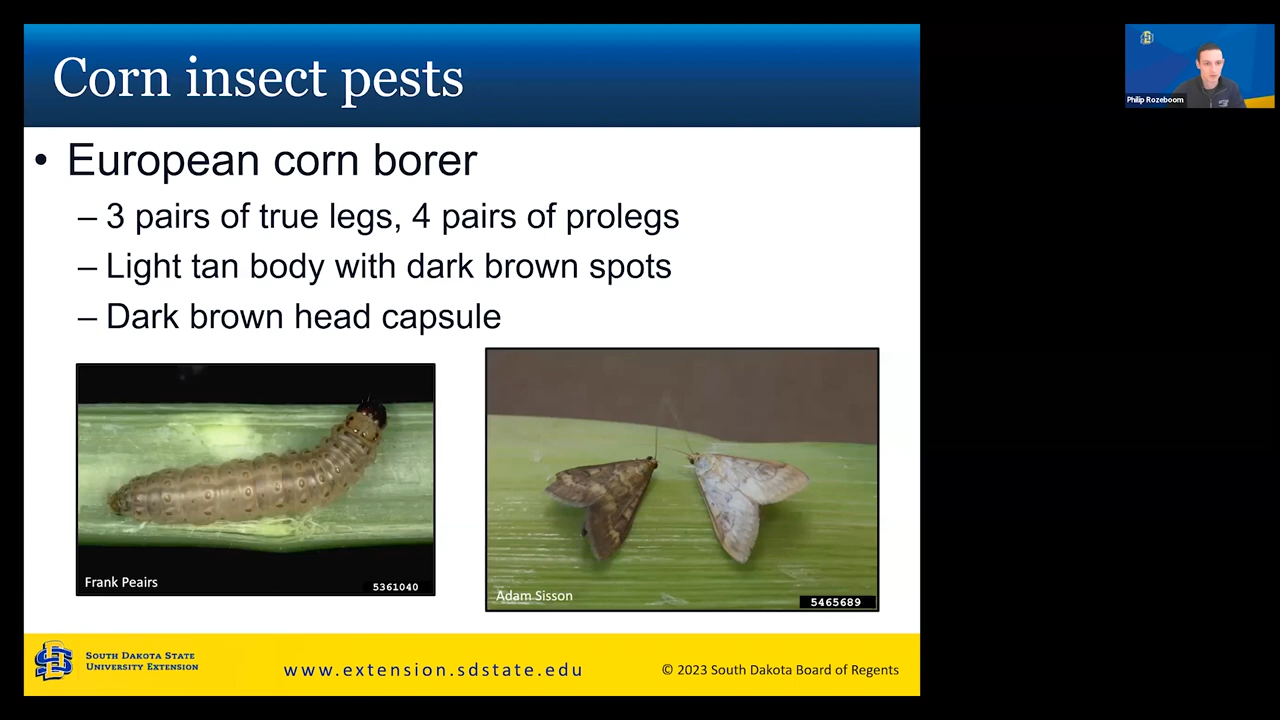 Corn insect pests
• European corn borer
– 3 pairs of true legs, 4 pairs of prolegs
– Light tan body with dark brown spots
– Dark brown head capsule
Frank Peairs
5361040
Adam Sisson
5465689
SOUTH DAKOTA STATE
UNIVERSITY EXTENSION
www.extension.sdstate.edu
© 2023 South Dakota Board of Regents
Philip Rozeboom